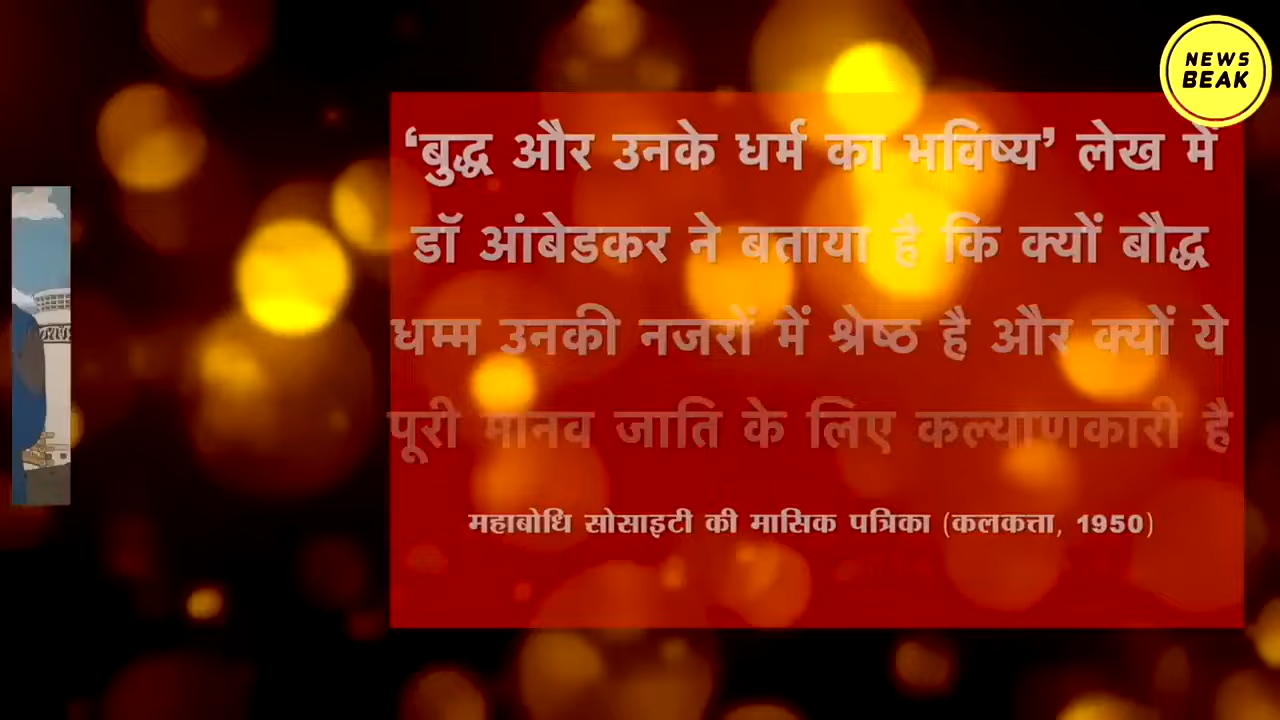 NEWS
BEAK
‘बुद्ध और उनके धर्म का भविष्य’ लेख में
डॉ आंबेडकर ने बताया है कि क्यों बौद्ध
धम्म उनकी नजरों में श्रेष्ठ है और क्यों ये
पूरी मानव जाति के लिए कल्याणकारी है
महाबोधि सोसाइटी की मासिक पत्रिका (कलकत्ता, 1950)